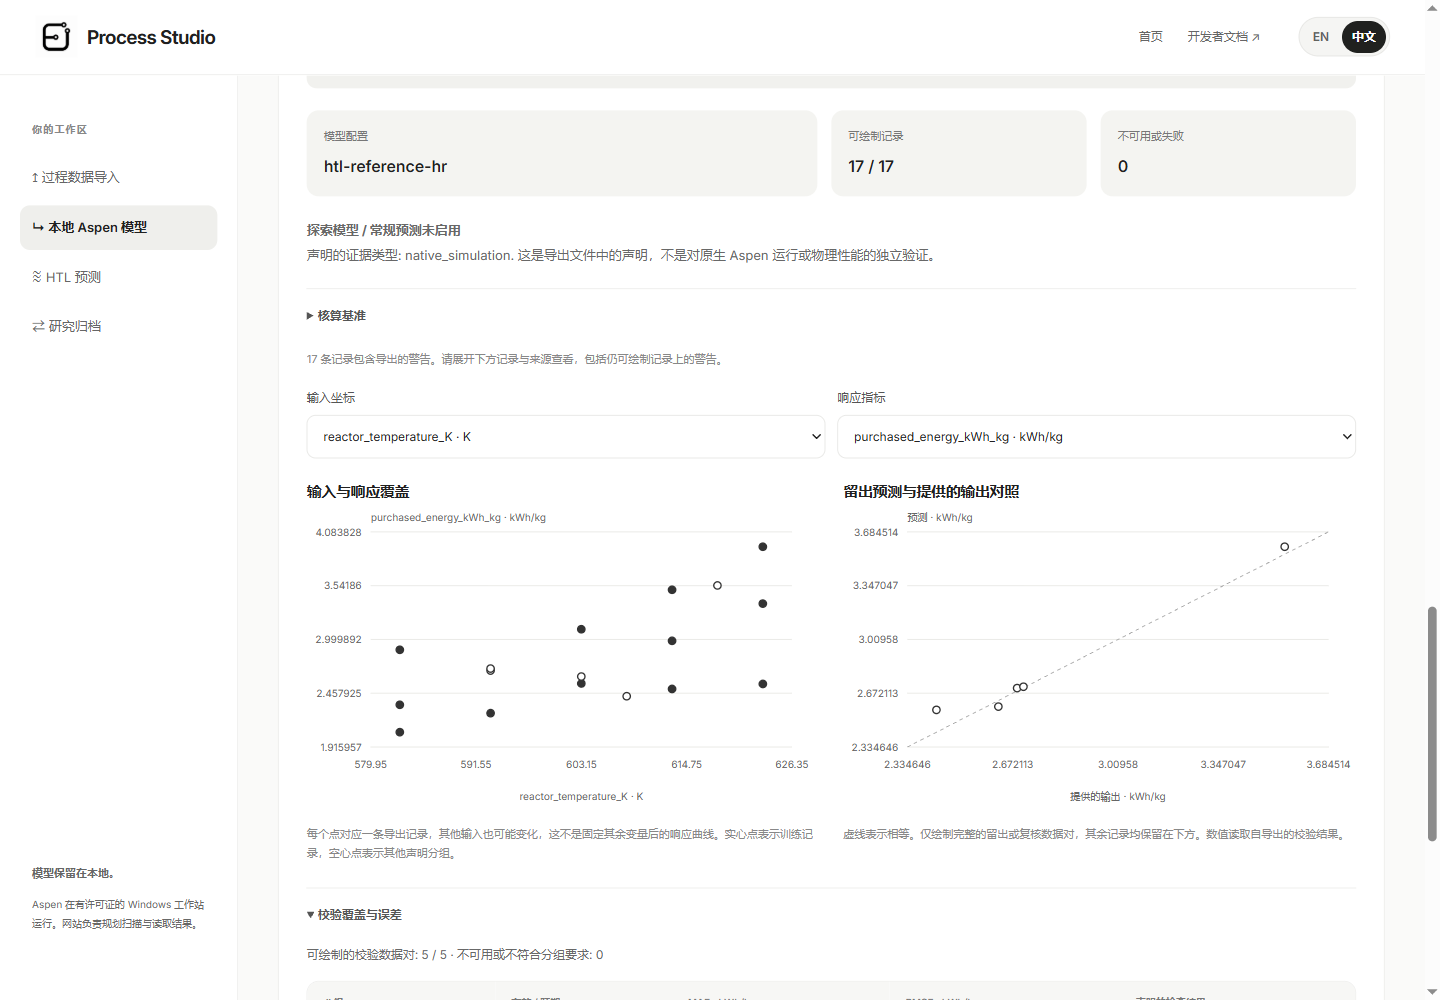 Process Studio
首页
开发者文档 ↗
EN
中文
你的工作区
↥ 过程数据导入
↳ 本地 Aspen 模型
≋ HTL 预测
⇄ 研究归档
模型保留在本地。
Aspen 在有许可证的 Windows 工作站
运行。网站负责规划扫描与读取结果。
模型配置
htl-reference-hr
可绘制记录
17 / 17
不可用或失败
0
探索模型 / 常规预测未启用
声明的证据类型: native_simulation. 这是导出文件中的声明，不是对原生 Aspen 运行或物理性能的独立验证。
▶ 核算基准
17 条记录包含导出的警告。请展开下方记录与来源查看，包括仍可绘制记录上的警告。
输入坐标
reactor_temperature_K · K
响应指标
purchased_energy_kWh_kg · kWh/kg
输入与响应覆盖
purchased_energy_kWh_kg · kWh/kg
4.083828
3.54186
2.999892
2.457925
1.915957
579.95
591.55
603.15
614.75
626.35
reactor_temperature_K · K
每个点对应一条导出记录，其他输入也可能变化，这不是固定其余变量后的响应曲线。实心点表示训练记
录，空心点表示其他声明分组。
留出预测与提供的输出对照
预测 · kWh/kg
3.684514
3.347047
3.00958
2.672113
2.334646
2.334646
2.672113
3.00958
3.347047
3.684514
提供的输出 · kWh/kg
虚线表示相等。仅绘制完整的留出或复核数据对，其余记录均保留在下方。数值读取自导出的校验结果。
▼ 校验覆盖与误差
可绘制的校验数据对: 5 / 5 · 不可用或不符合分组要求: 0